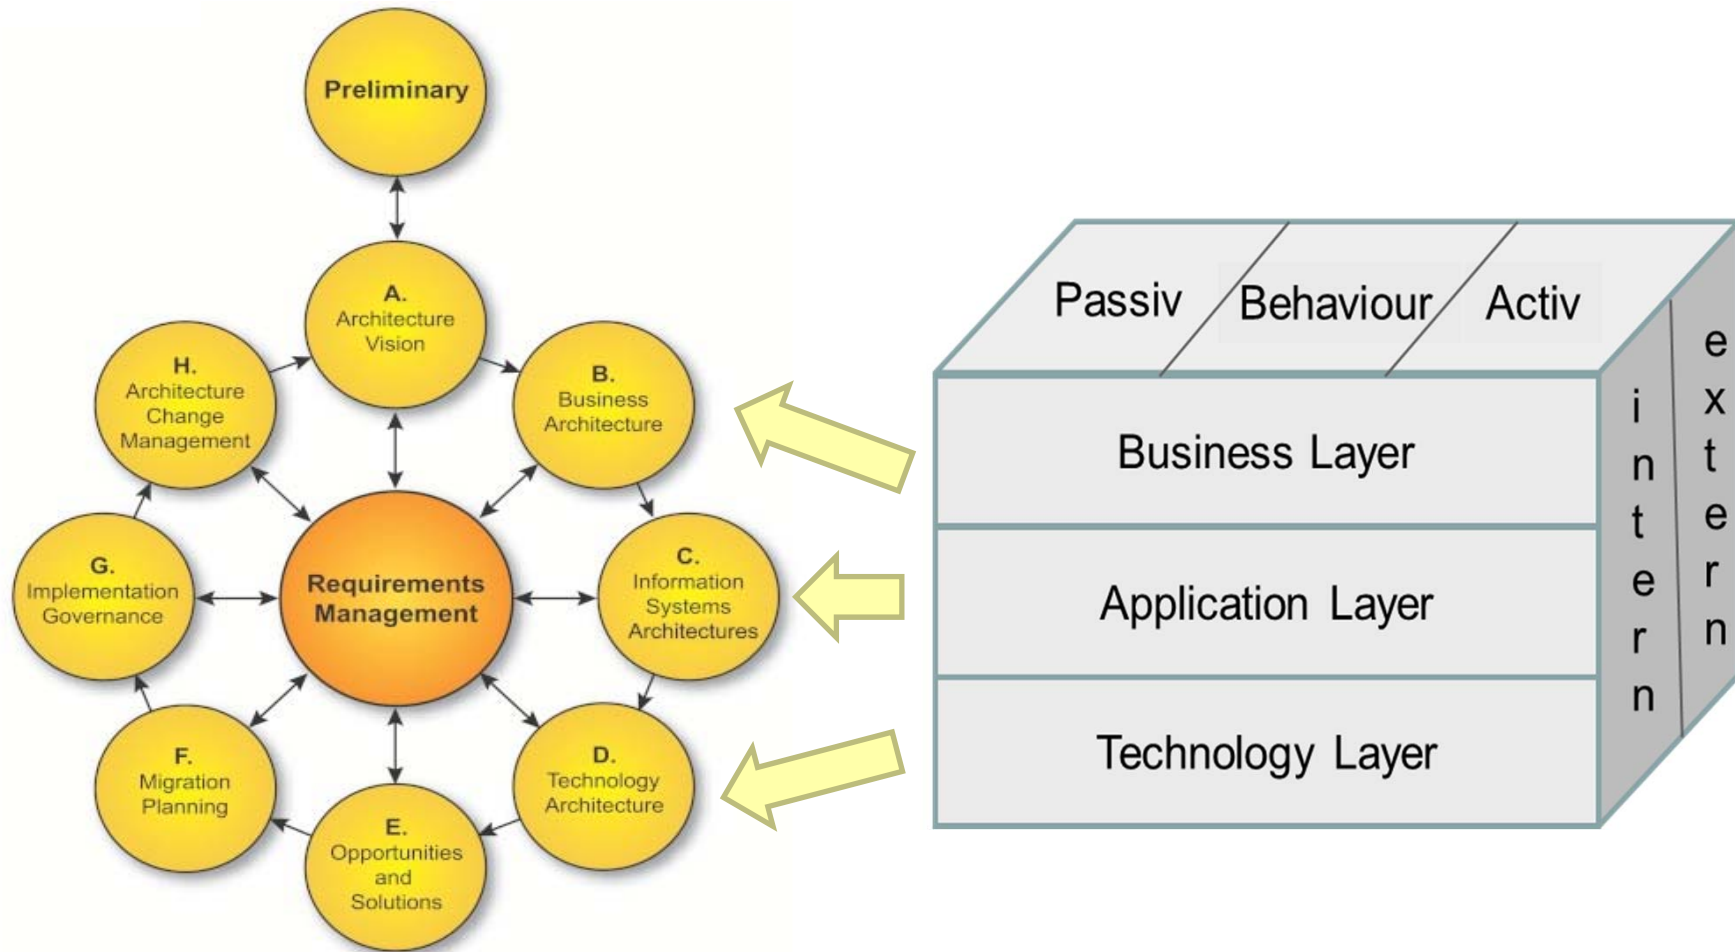 Preliminary
A.
Architecture
Vision
B.
Business
Architecture
C.
Information
Systems
Architectures
D.
Technology
Architecture
E.
Opportunities
and
Solutions
F.
Migration
Planning
G.
Implementation
Governance
H.
Architecture
Change
Management
Requirements
Management
Passiv
Behaviour
Activ
Business Layer
Application Layer
Technology Layer
intern
extern